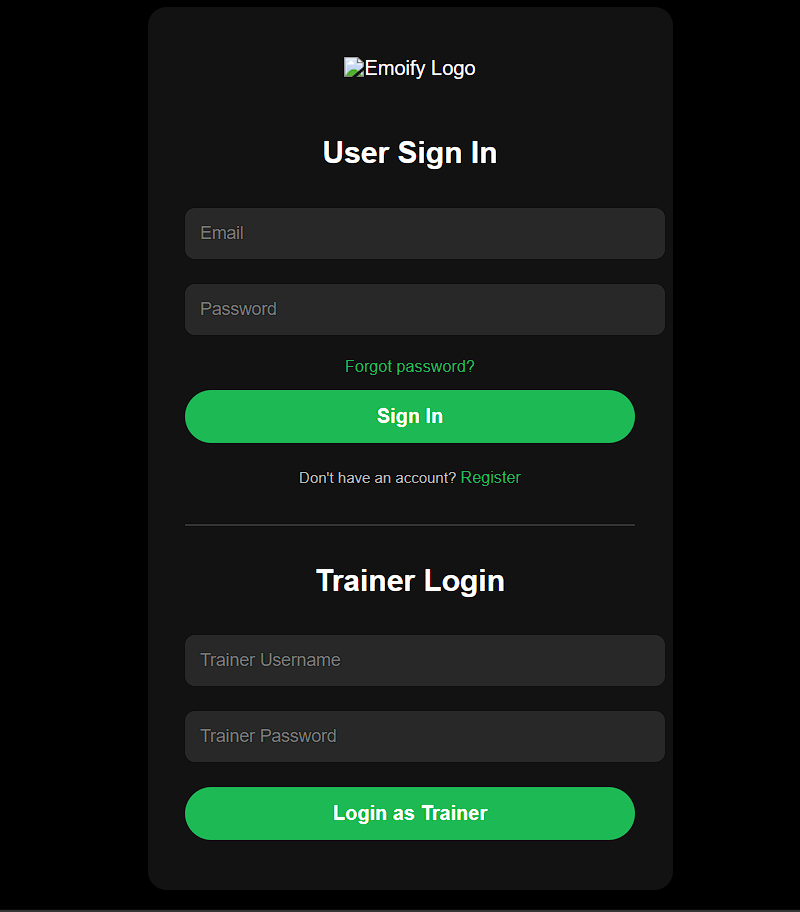 Emoify Logo
User Sign In
Email
Password
Forgot password?
Sign In
Don't have an account? Register
Trainer Login
Trainer Username
Trainer Password
Login as Trainer